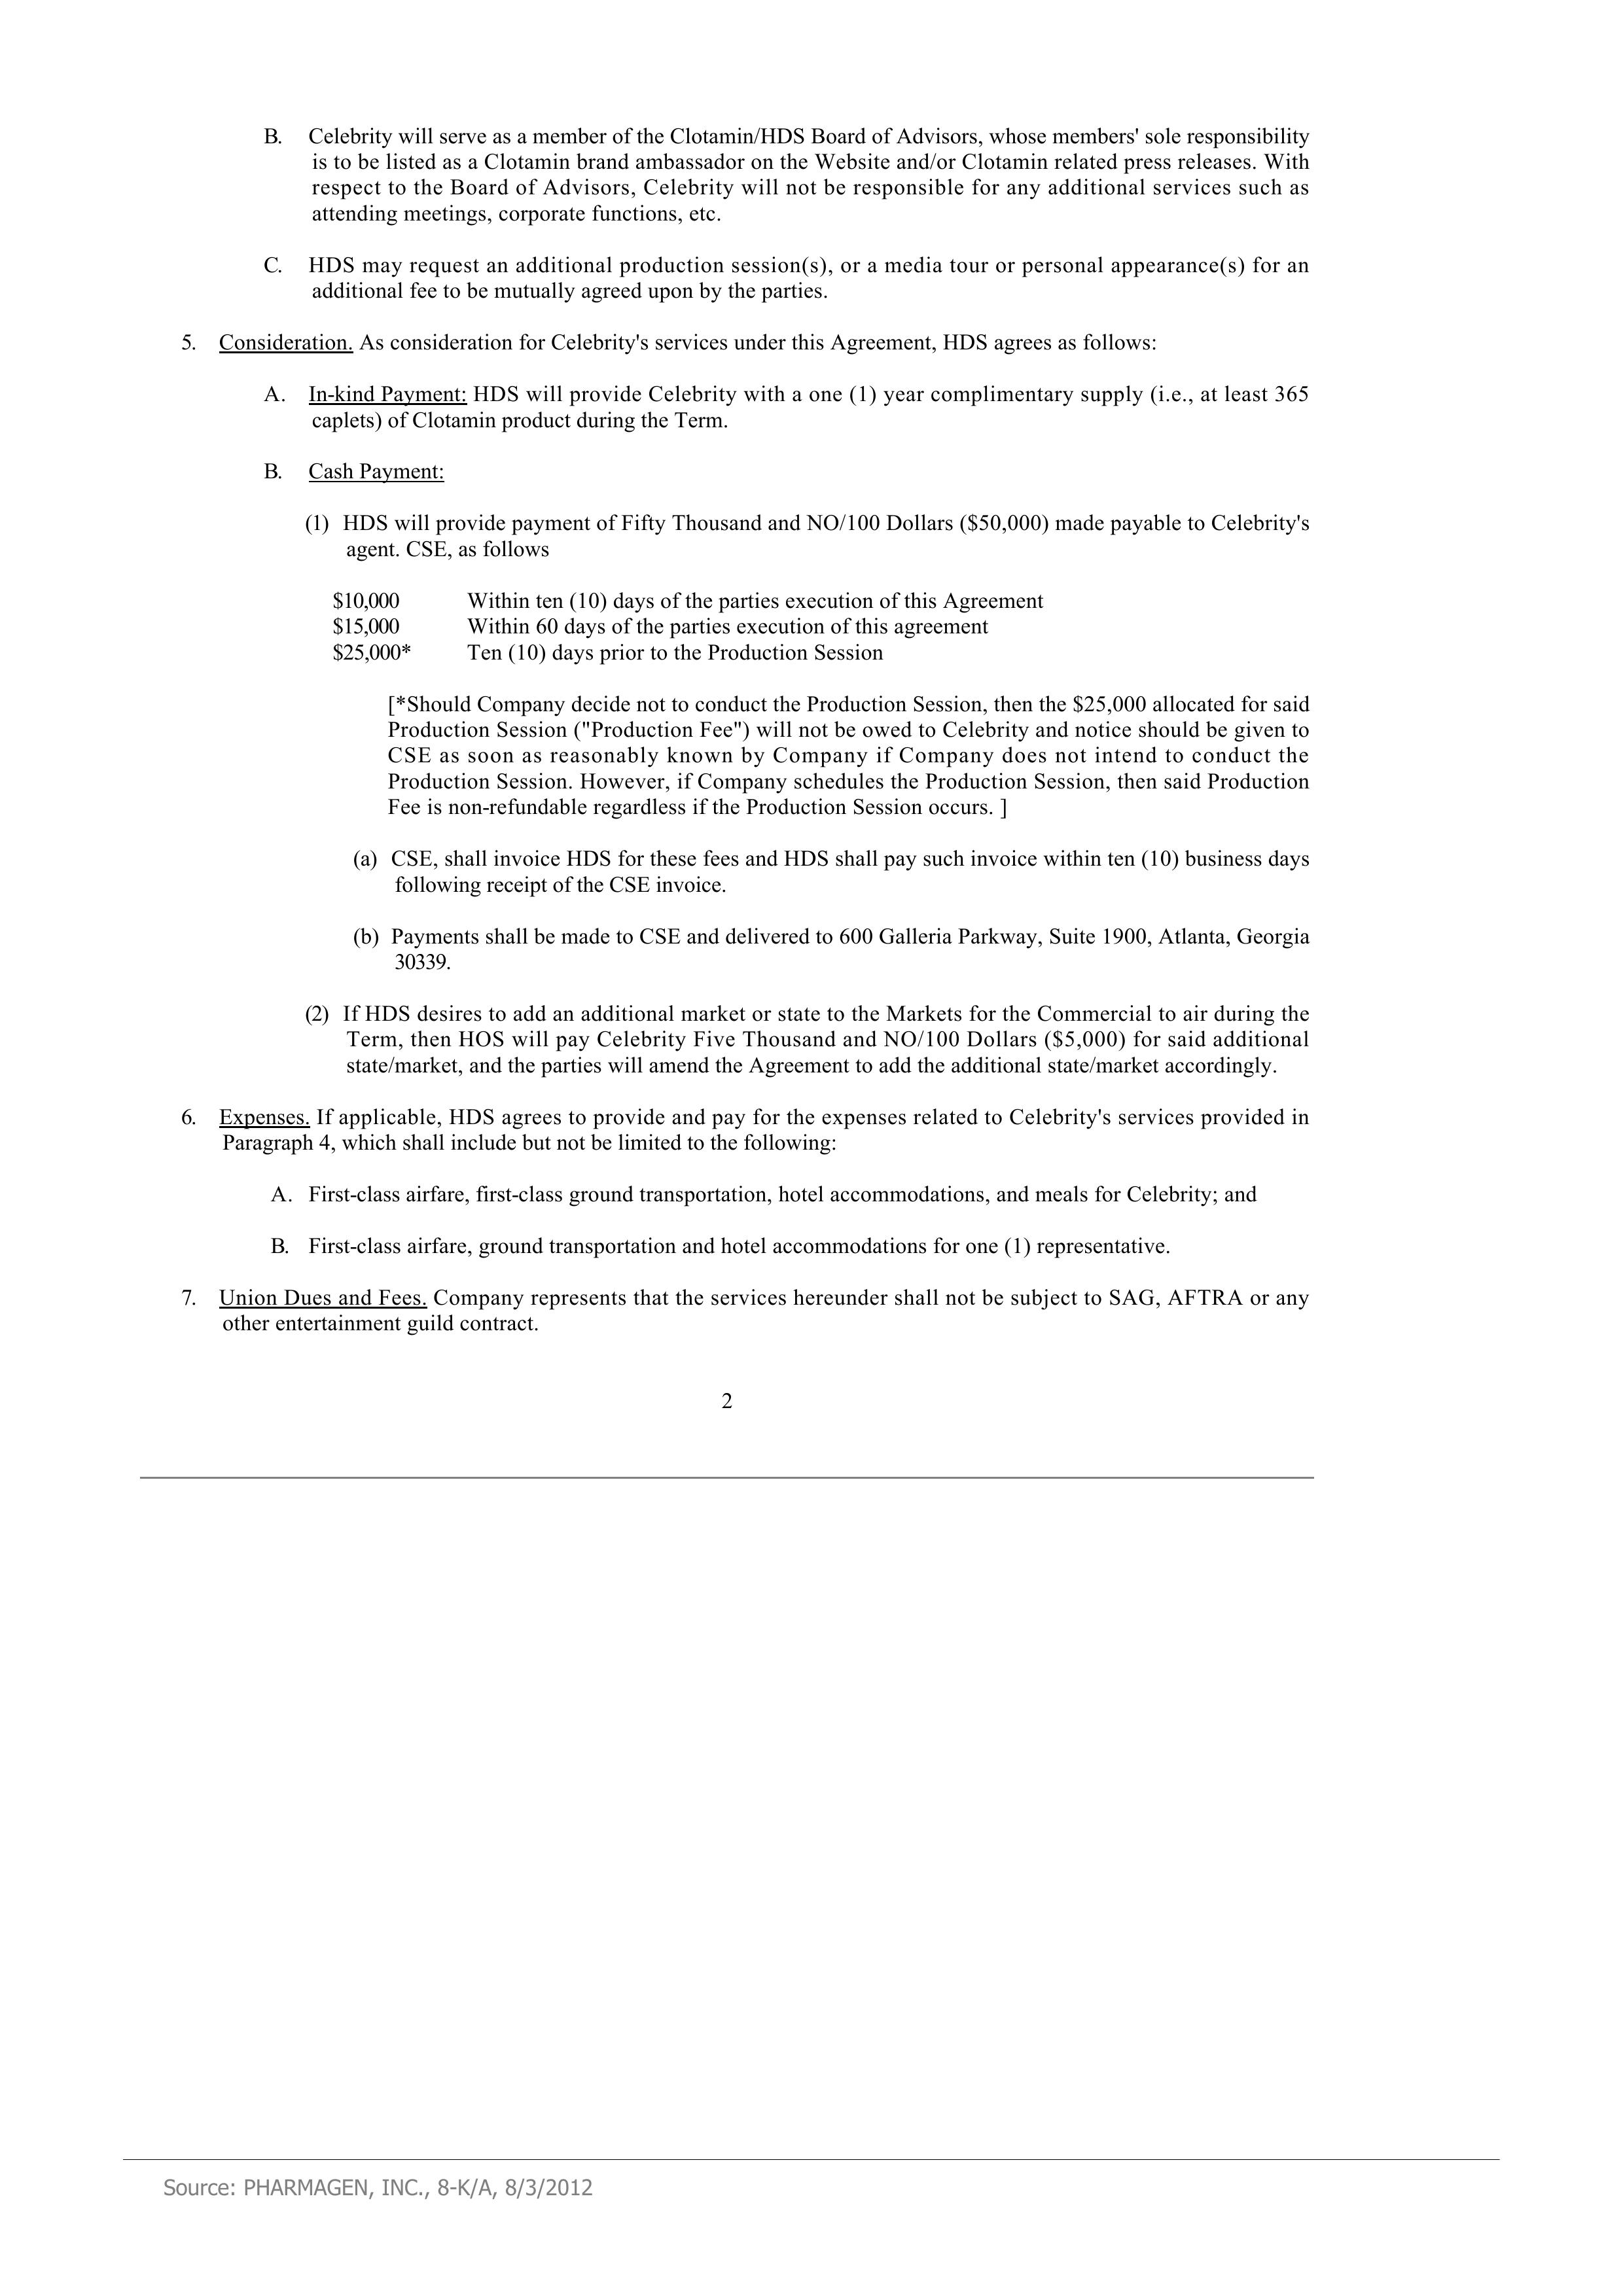 B. Celebrity will serve as a member of the Clotamin/HDS Board of Advisors, whose members' sole responsibility
is to be listed as a Clotamin brand ambassador on the Website and/or Clotamin related press releases. With
respect to the Board of Advisors, Celebrity will not be responsible for any additional services such as
attending meetings, corporate functions, etc.
C. HDS may request an additional production session(s), or a media tour or personal appearance(s) for an
additional fee to be mutually agreed upon by the parties.
5. Consideration. As consideration for Celebrity's services under this Agreement, HDS agrees as follows:
A. In-kind Payment: HDS will provide Celebrity with a one (1) year complimentary supply (i.e., at least 365
caplets) of Clotamin product during the Term.
B. Cash Payment:
(1) HDS will provide payment of Fifty Thousand and NO/100 Dollars ($50,000) made payable to Celebrity's
agent. CSE, as follows
$10,000 Within ten (10) days of the parties execution of this Agreement
$15,000 Within 60 days of the parties execution of this agreement
$25,000* Ten (10) days prior to the Production Session
[*Should Company decide not to conduct the Production Session, then the $25,000 allocated for said
Production Session ("Production Fee") will not be owed to Celebrity and notice should be given to
CSE as soon as reasonably known by Company if Company does not intend to conduct the
Production Session. However, if Company schedules the Production Session, then said Production
Fee is non-refundable regardless if the Production Session occurs. ]
(a) CSE, shall invoice HDS for these fees and HDS shall pay such invoice within ten (10) business days
following receipt of the CSE invoice.
(b) Payments shall be made to CSE and delivered to 600 Galleria Parkway, Suite 1900, Atlanta, Georgia
30339.
(2) If HDS desires to add an additional market or state to the Markets for the Commercial to air during the
Term, then HOS will pay Celebrity Five Thousand and NO/100 Dollars ($5,000) for said additional
state/market, and the parties will amend the Agreement to add the additional state/market accordingly.
6. Expenses. If applicable, HDS agrees to provide and pay for the expenses related to Celebrity's services provided in
Paragraph 4, which shall include but not be limited to the following:
A. First-class airfare, first-class ground transportation, hotel accommodations, and meals for Celebrity; and
B. First-class airfare, ground transportation and hotel accommodations for one (1) representative.
7. Union Dues and Fees. Company represents that the services hereunder shall not be subject to SAG, AFTRA or any
other entertainment guild contract.
2
Source: PHARMAGEN, INC., 8-K/A, 8/3/2012